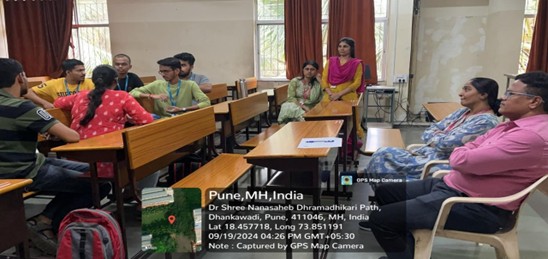 GPS Map Camera
Pune,MH,India
Dr Shree Nanasaheb Dhramadhikari Path,
Dhankawadi, Pune, 411046, MH, India
Lat 18.457718, Long 73.851191
09/19/2024 04:26 PM GMT+05:30
Note : Captured by GPS Map Camera